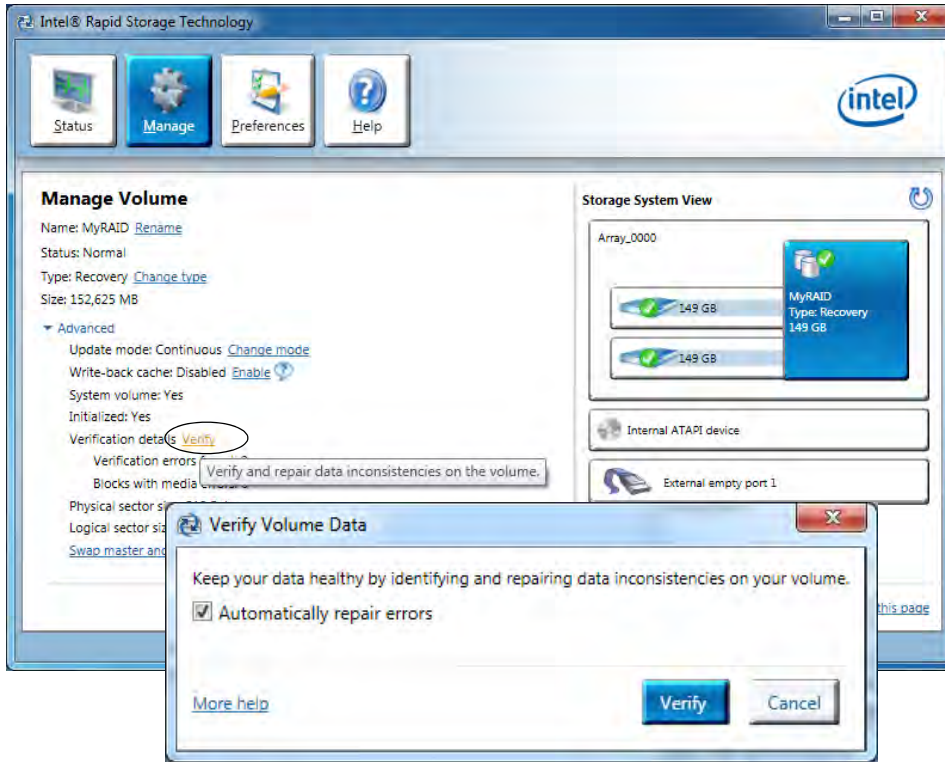 Intel® Rapid Storage Technology
Status
Manage
Preferences
Help
intel
Manage Volume
Name: MyRAID Rename
Status: Normal
Type: Recovery Change type
Size: 152,625 MB
Advanced
Update mode: Continuous Change mode
Write-back cache: Disabled Enable
System volume: Yes
Initialized: Yes
Verification details Verify
Verification errors
Verify and repair data inconsistencies on the volume.
Blocks with media
Physical sector
Logical sector
Swap master and
Storage System View
Array_0000
149 GB
149 GB
MyRAID
Type: Recovery
149 GB
Internal ATAPI device
External empty port 1
this page
Verify Volume Data
Keep your data healthy by identifying and repairing data inconsistencies on your volume.
Automatically repair errors
More help
Verify
Cancel